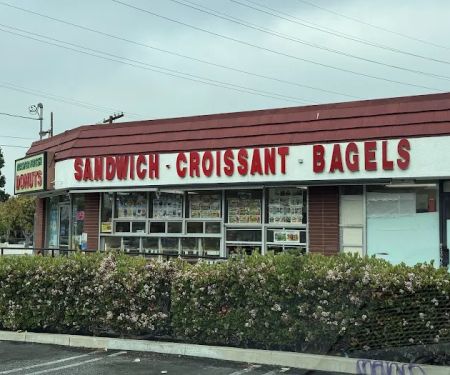 DONUTS
SANDWICH - CROISSANT BAGELS